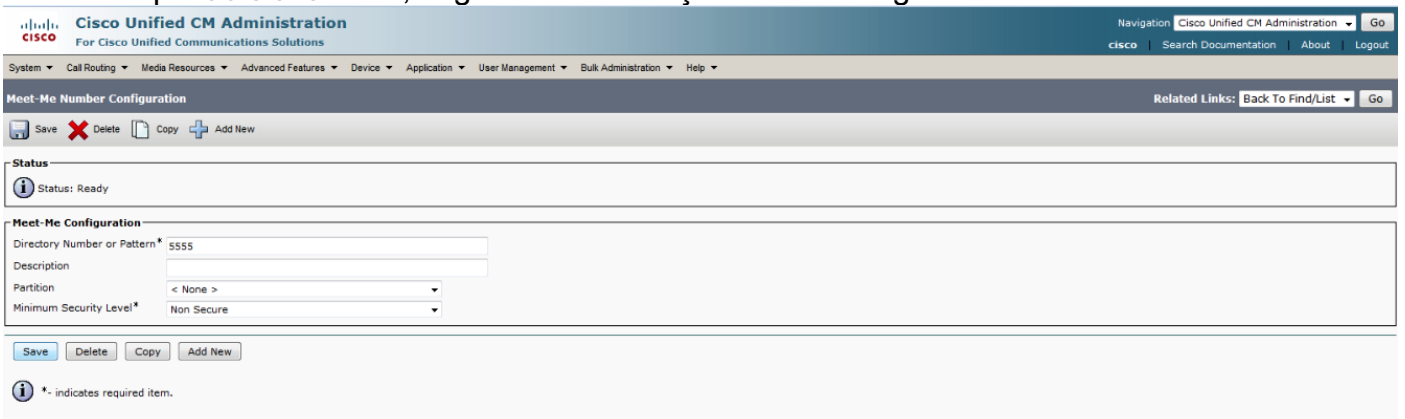 Cisco Unified CM Administration
For Cisco Unified Communications Solutions
Navigation Cisco Unified CM Administration Go
cisco Search Documentation About Logout
System Call Routing Media Resources Advanced Features Device Application User Management Bulk Administration Help
Meet-Me Number Configuration
Related Links: Back To Find/List Go
Save Delete Copy Add New
Status
Status: Ready
Meet-Me Configuration
Directory Number or Pattern* 5555
Description
Partition < None >
Minimum Security Level* Non Secure
Save Delete Copy Add New
*- indicates required item.